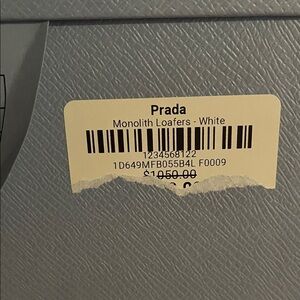 Prada
Monolith Loafers - White
1234568122
1D649MFB055B4L F0009
$1050.00